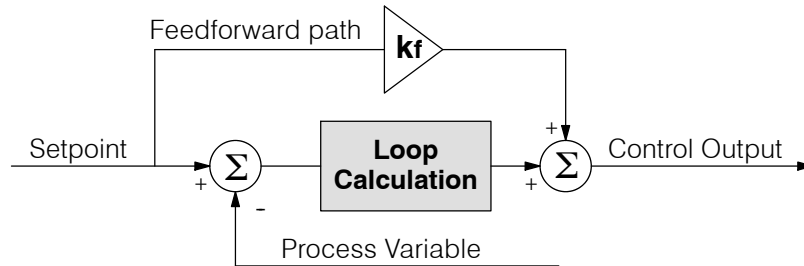 Feedforward path
kf
Setpoint
+
Σ
-
Loop
Calculation
+
+
Σ
Control Output
Process Variable